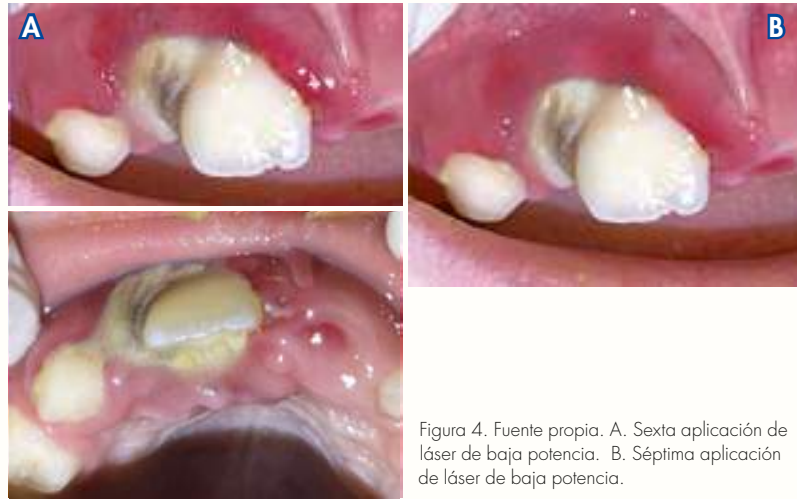 A
B
Figura 4. Fuente propia. A. Sexta aplicación de
láser de baja potencia. B. Séptima aplicación
de láser de baja potencia.